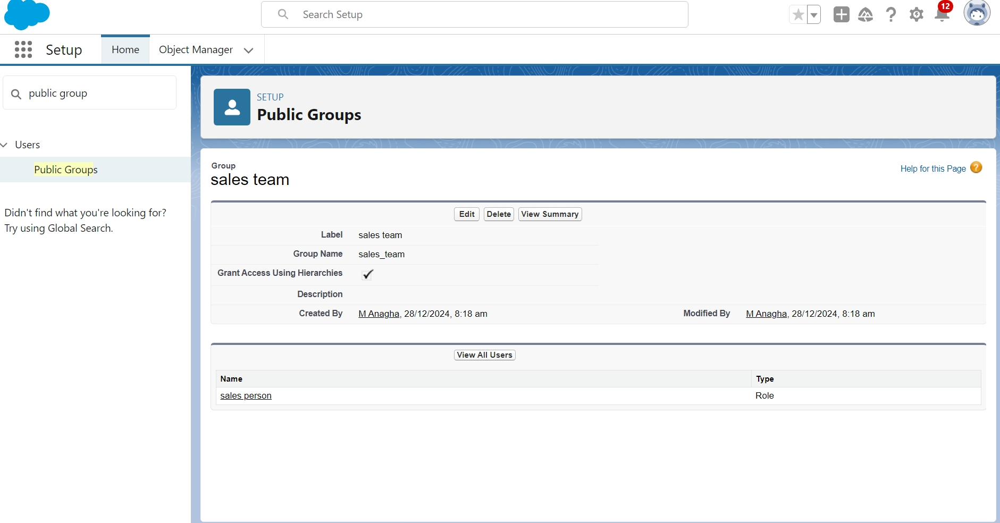 Search Setup
12
Setup
Home
Object Manager
public group
Users
Public Groups
Didn't find what you're looking for?
Try using Global Search.
SETUP
Public Groups
Group
sales team
Help for this Page ?
Edit Delete View Summary
Label sales team
Group Name sales_team
Grant Access Using Hierarchies
Description
Created By M Anagha, 28/12/2024, 8:18 am Modified By M Anagha, 28/12/2024, 8:18 am
View All Users
Name Type
sales person Role